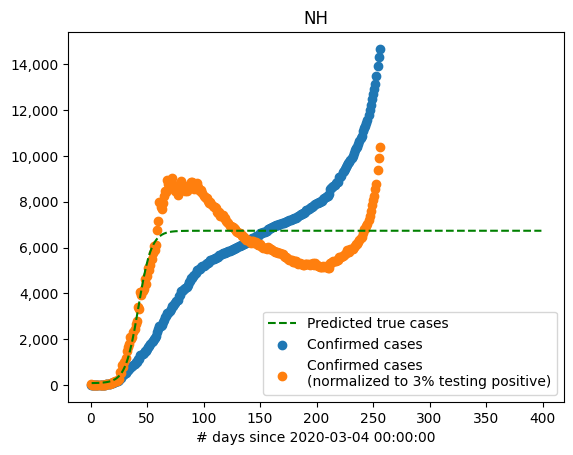 NH
14,000
12,000
10,000
8,000
6,000
4,000
2,000
0
Predicted true cases
Confirmed cases
Confirmed cases
(normalized to 3% testing positive)
0 50 100 150 200 250 300 350 400
# days since 2020-03-04 00:00:00